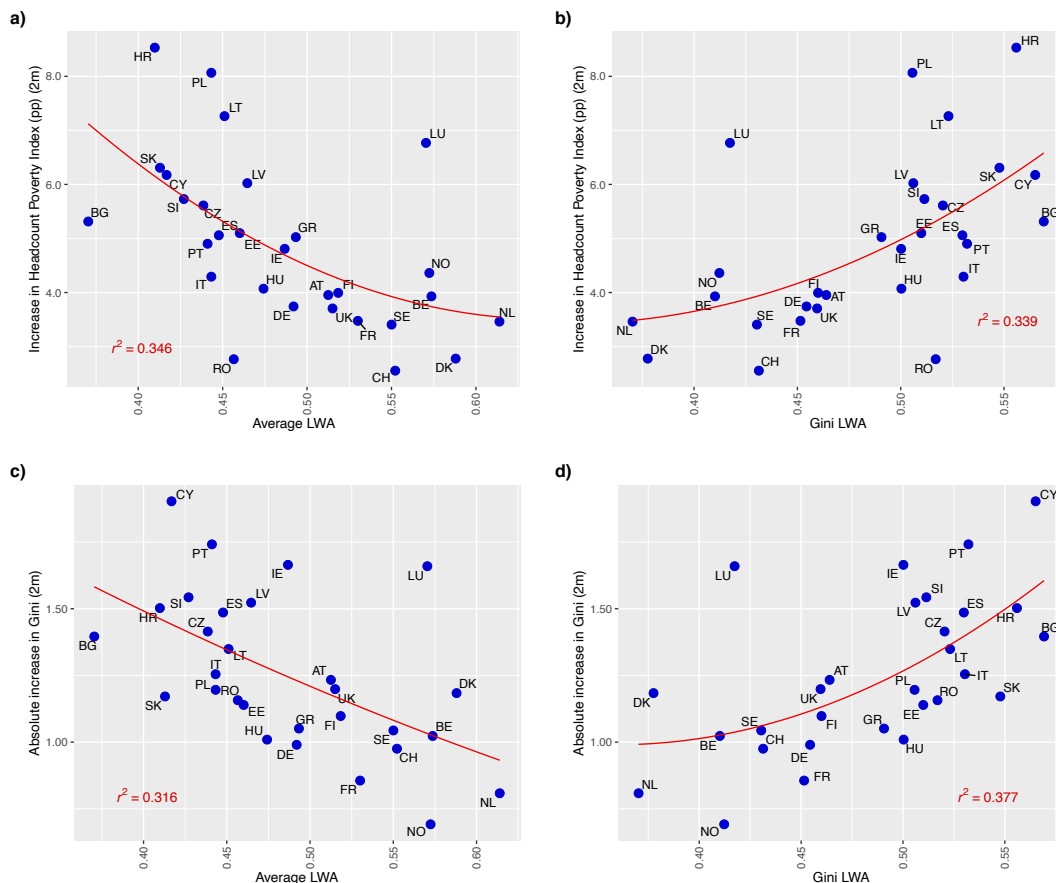 a)
Increase in Headcount Poverty Index (pp) (2m)
8.0
6.0
4.0
HR
PL
LT
LU
SK
CY
LV
SI
CZ
BG
ES
GR
PT
EE
IE
NO
IT
HU
AT
FI
BE
NL
DE
UK
FR
SE
RO
CH
DK
r² = 0.346
0.40
0.45
0.50
0.55
0.60
Average LWA
b)
Increase in Headcount Poverty Index (pp) (2m)
8.0
6.0
4.0
HR
PL
LT
LU
SK
LV
CY
SI
CZ
BG
GR
EE
ES
PT
IE
NO
IT
FI
HU
BE
AT
DE
NL
SE
FR
UK
DK
CH
RO
r² = 0.339
0.40
0.45
0.50
0.55
Gini LWA
c)
Absolute increase in Gini (2m)
1.50
1.00
CY
PT
IE
LU
SI
LV
HR
ES
CZ
BG
LT
IT
AT
PL
RO
DK
SK
UK
EE
GR
FI
BE
HU
SE
DE
CH
FR
NL
NO
r² = 0.316
0.40
0.45
0.50
0.55
0.60
Average LWA
d)
Absolute increase in Gini (2m)
1.50
1.00
CY
PT
IE
LU
SI
LV
ES
HR
CZ
BG
LT
AT
IT
PL
RO
DK
UK
SK
EE
SE
FI
GR
BE
CH
HU
DE
FR
NL
NO
r² = 0.377
0.40
0.45
0.50
0.55
Gini LWA